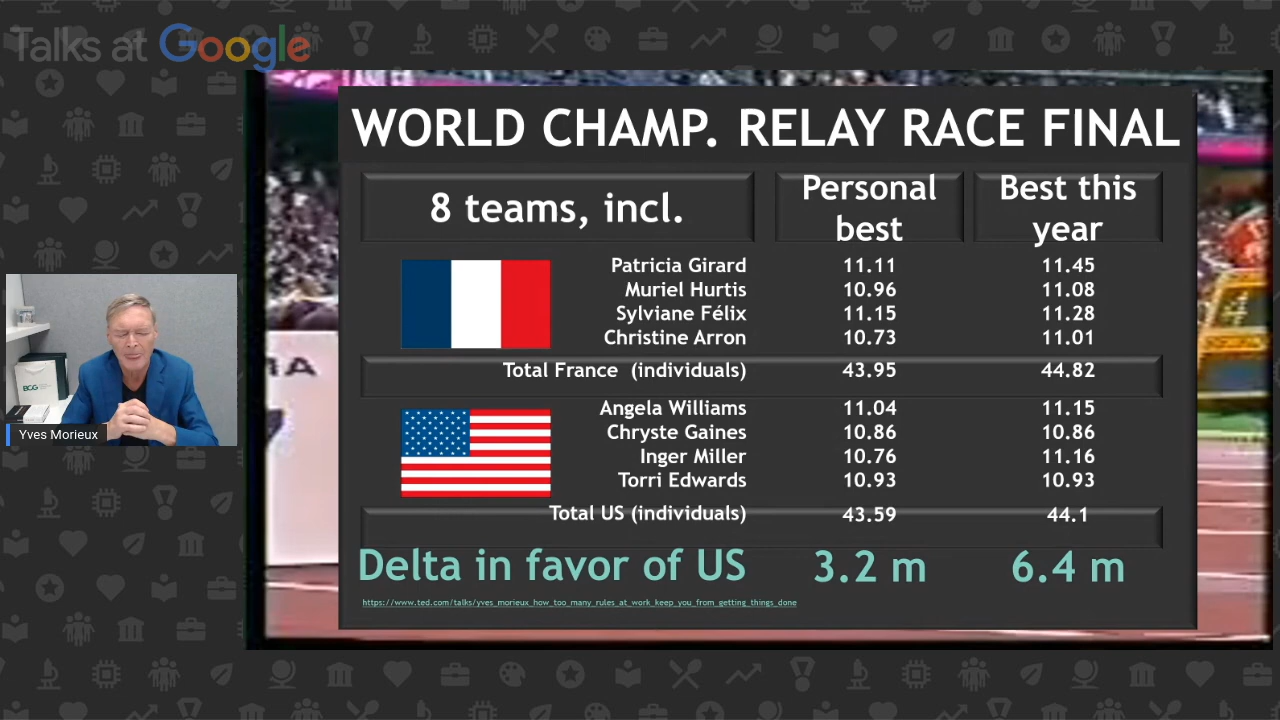 Talks at Google
WORLD CHAMP. RELAY RACE FINAL
8 teams, incl.
Personal best
Best this year
Patricia Girard 11.11 11.45
Muriel Hurtis 10.96 11.08
Sylviane Félix 11.15 11.28
Christine Arron 10.73 11.01
Total France (individuals) 43.95 44.82
Angela Williams 11.04 11.15
Chryste Gaines 10.86 10.86
Inger Miller 10.76 11.16
Torri Edwards 10.93 10.93
Total US (individuals) 43.59 44.1
Delta in favor of US 3.2 m 6.4 m
https://www.ted.com/talks/yves_morieux_how_too_many_rules_at_work_keep_you_from_getting_things_done
BCG
Yves Morieux